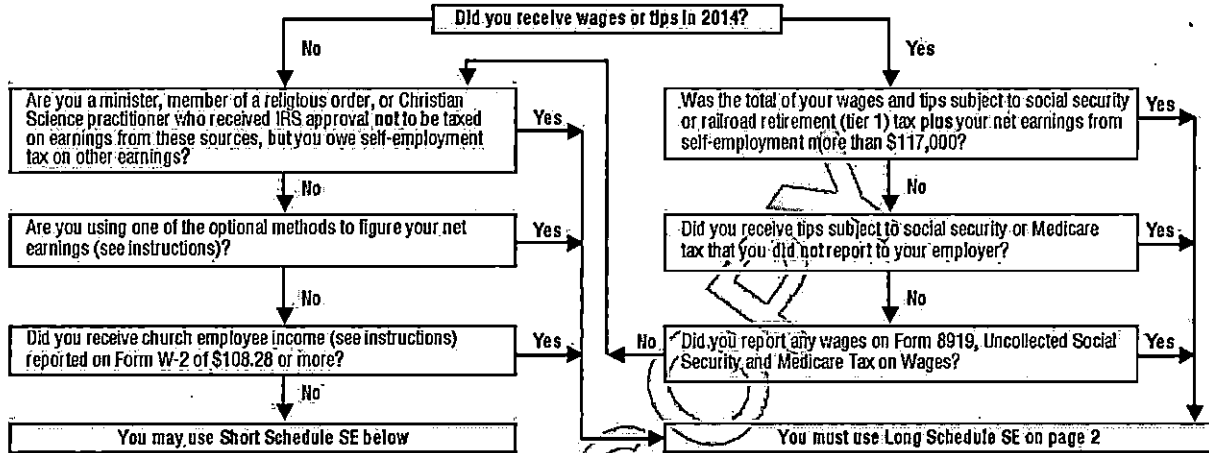 Did you receive wages or tips in 2014?
No
Yes
Are you a minister, member of a religious order, or Christian
Science practitioner who received IRS approval not to be taxed
on earnings from these sources, but you owe self-employment
tax on other earnings?
Yes
Was the total of your wages and tips subject to social security
or railroad retirement (tier 1) tax plus your net earnings from
self-employment more than $117,000?
Yes
No
No
Are you using one of the optional methods to figure your net
earnings (see instructions)?
Yes
Did you receive tips subject to social security or Medicare
tax that you did not report to your employer?
Yes
No
No
Did you receive church employee income (see instructions)
reported on Form W-2 of $108.28 or more?
Yes
No
Did you report any wages on Form 8919, Uncollected Social
Security and Medicare Tax on Wages?
Yes
No
You may use Short Schedule SE below
You must use Long Schedule SE on page 2
COPY